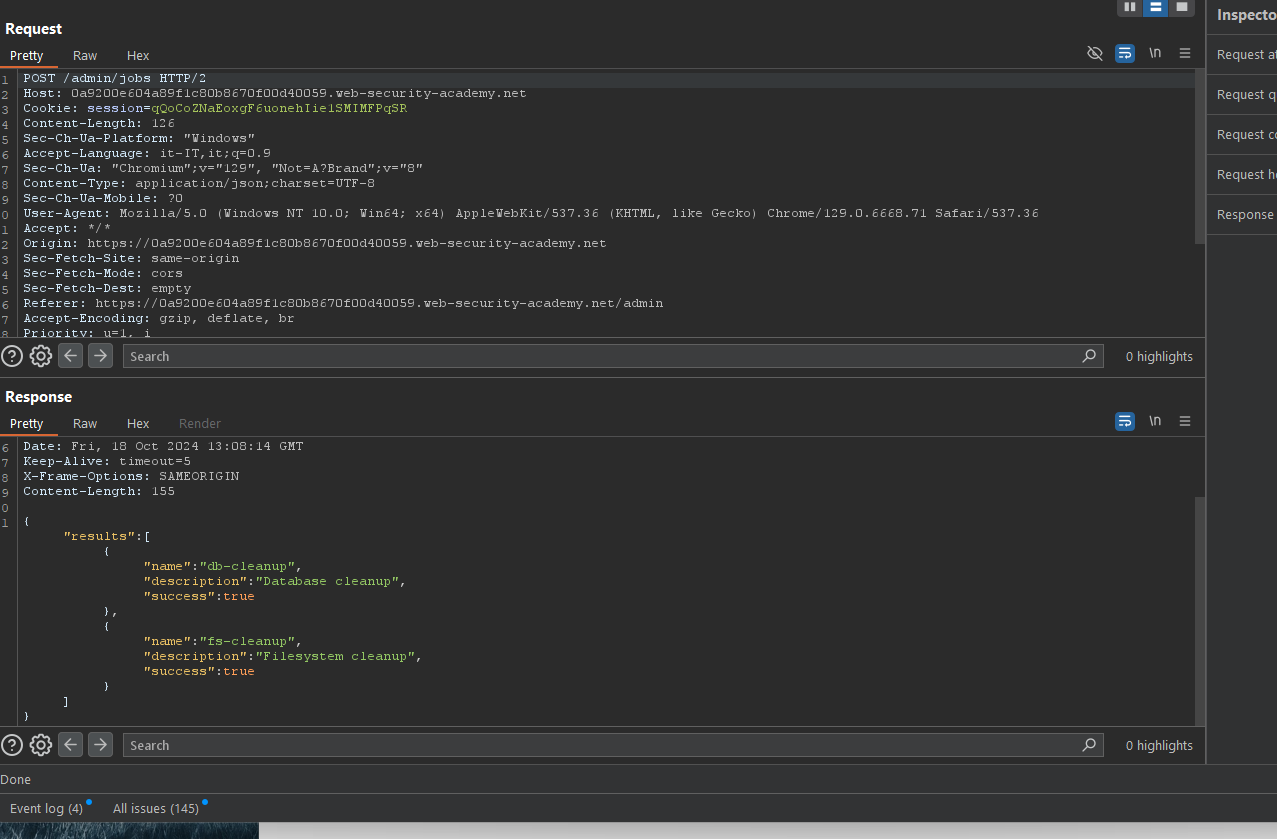 Request
Inspecto
Pretty Raw Hex
\n
Request at
1 POST /admin/jobs HTTP/2
2 Host: 0a9200e604a89f1c80b8670f00d40059.web-security-academy.net
Request q
3 Cookie: session=qQoCoZNaEoxgF6uonehIie1SMIMFPqSR
4 Content-Length: 126
Request co
5 Sec-Ch-Ua-Platform: "Windows"
6 Accept-Language: it-IT,it;q=0.9
7 Sec-Ch-Ua: "Chromium";v="129", "Not=A?Brand";v="8"
Request he
8 Content-Type: application/json;charset=UTF-8
9 Sec-Ch-Ua-Mobile: ?0
0 User-Agent: Mozilla/5.0 (Windows NT 10.0; Win64; x64) AppleWebKit/537.36 (KHTML, like Gecko) Chrome/129.0.6668.71 Safari/537.36
Response
1 Accept: */*
2 Origin: https://0a9200e604a89f1c80b8670f00d40059.web-security-academy.net
3 Sec-Fetch-Site: same-origin
4 Sec-Fetch-Mode: cors
5 Sec-Fetch-Dest: empty
6 Referer: https://0a9200e604a89f1c80b8670f00d40059.web-security-academy.net/admin
7 Accept-Encoding: gzip, deflate, br
8 Priority: u=1, i
? Search 0 highlights
Response
Pretty Raw Hex Render
\n
6 Date: Fri, 18 Oct 2024 13:08:14 GMT
7 Keep-Alive: timeout=5
8 X-Frame-Options: SAMEORIGIN
9 Content-Length: 155
0
1 {
"results":[
{
"name":"db-cleanup",
"description":"Database cleanup",
"success":true
},
{
"name":"fs-cleanup",
"description":"Filesystem cleanup",
"success":true
}
]
}
? Search 0 highlights
Done
Event log (4) All issues (145)